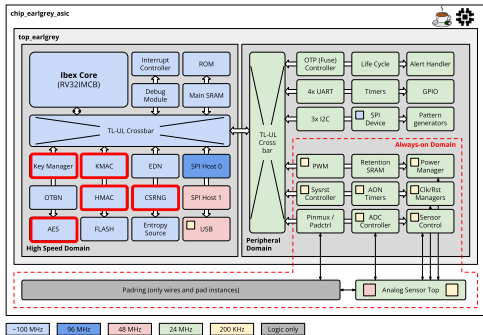 chip_earlgrey_asic
top_earlgrey
Ibex Core
(RV32IMCB)
Interrupt
Controller
ROM
Debug
Module
Main SRAM
TL-UL Crossbar
Key Manager
KMAC
EDN
SPI Host 0
OTBN
HMAC
CSRNG
SPI Host 1
AES
FLASH
Entropy
Source
USB
High Speed Domain
TL-UL
Cross
bar
Peripheral
Domain
OTP (Fuse)
Controller
Life Cycle
Alert Handler
4x UART
Timers
GPIO
3x I2C
SPI
Device
Pattern
generators
Always-on Domain
PWM
Retention
SRAM
Power
Manager
Sysrst
Controller
AON
Timers
Clk/Rst
Managers
Pinmux /
Padctrl
ADC
Controller
Sensor
Control
Padring (only wires and pad instances)
Analog Sensor Top
~100 MHz
96 MHz
48 MHz
24 MHz
200 KHz
Logic only